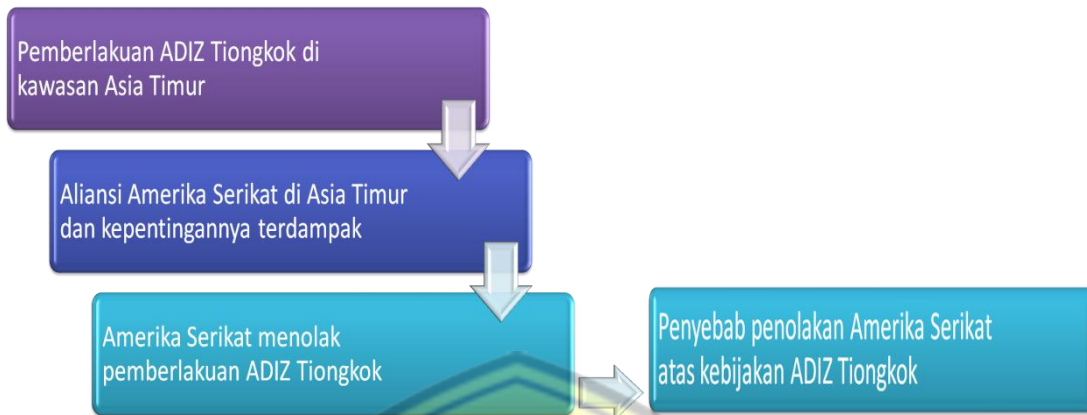 Pemberlakuan ADIZ Tiongkok di
kawasan Asia Timur
Aliansi Amerika Serikat di Asia Timur
dan kepentingannya terdampak
Amerika Serikat menolak
pemberlakuan ADIZ Tiongkok
Penyebab penolakan Amerika Serikat
atas kebijakan ADIZ Tiongkok